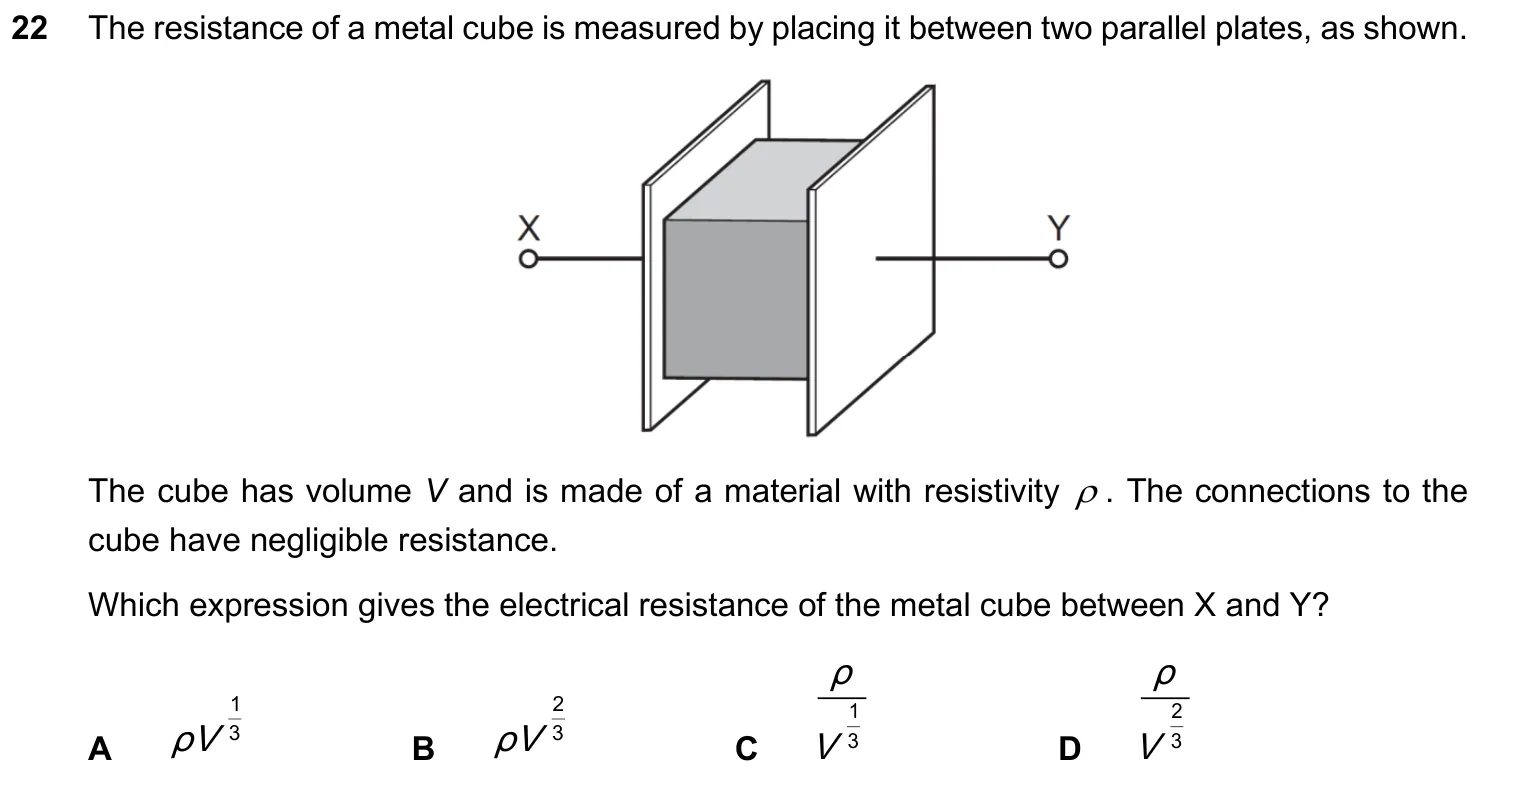 22 The resistance of a metal cube is measured by placing it between two parallel plates, as shown.
X Y
The cube has volume V and is made of a material with resistivity ρ. The connections to the
cube have negligible resistance.
Which expression gives the electrical resistance of the metal cube between X and Y?
A ρV^(1/3) B ρV^(2/3) C ρ/V^(1/3) D ρ/V^(2/3)